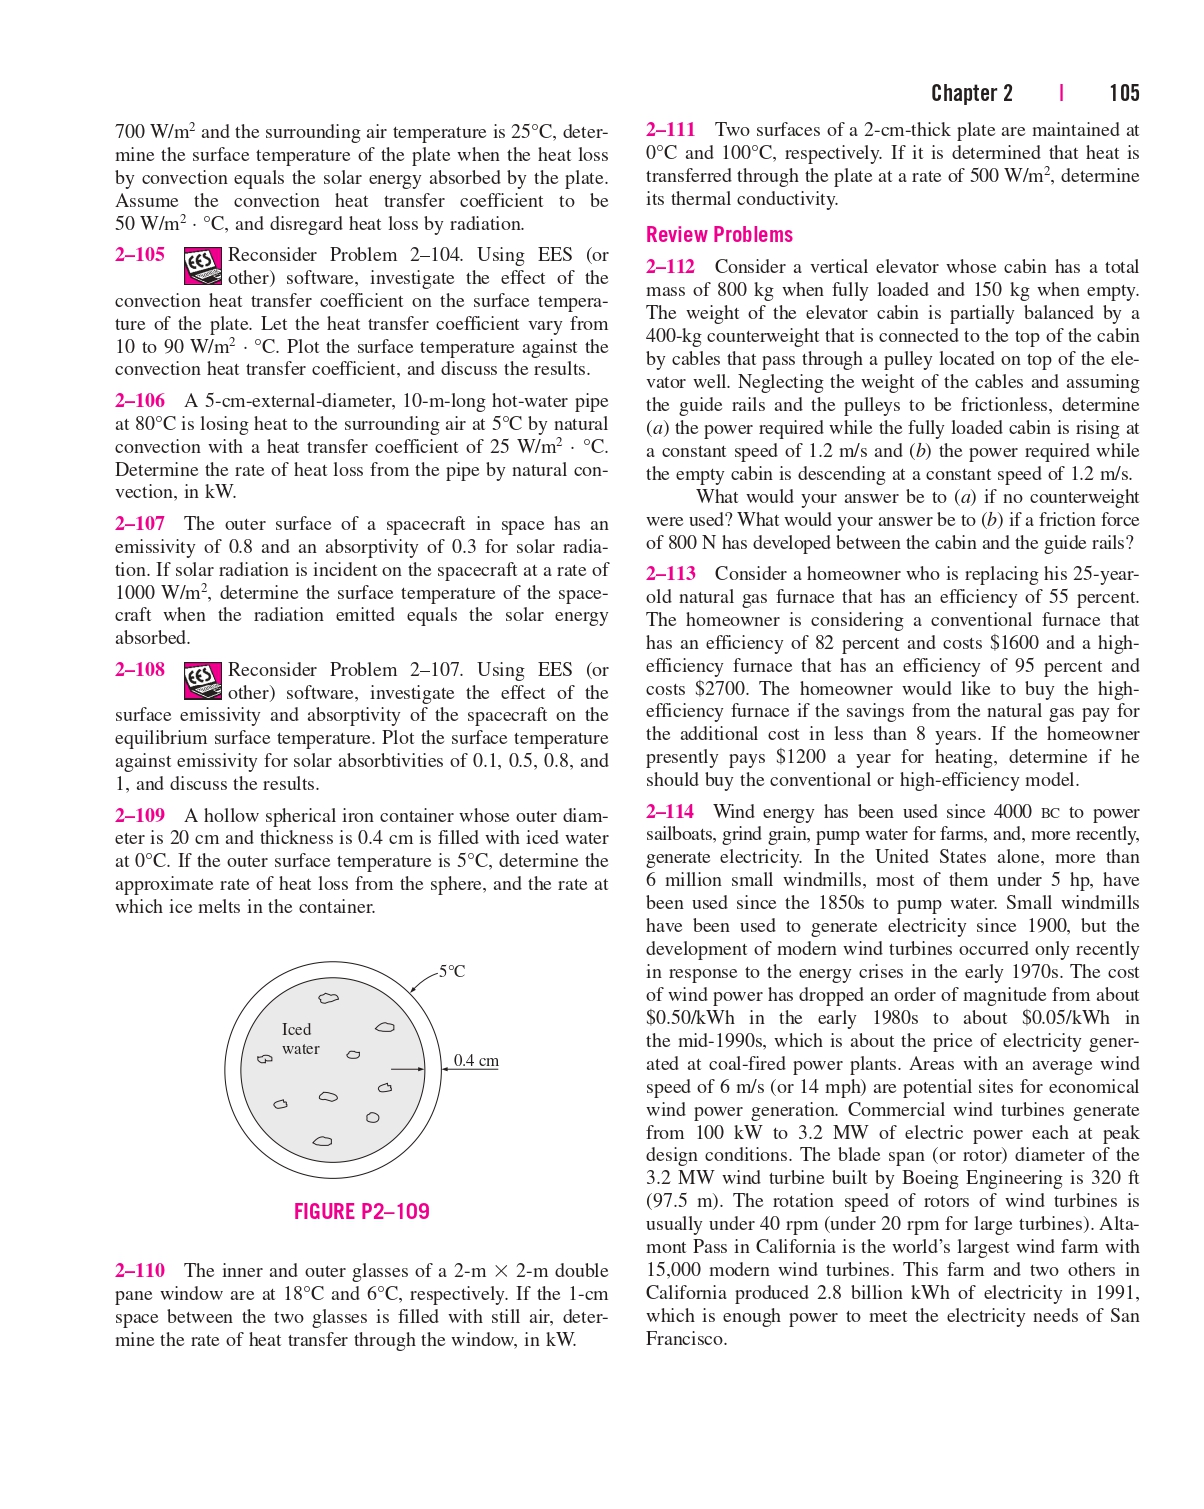 Chapter 2 | 105
700 W/m² and the surrounding air temperature is 25°C, deter-
mine the surface temperature of the plate when the heat loss
by convection equals the solar energy absorbed by the plate.
Assume the convection heat transfer coefficient to be
50 W/m² · °C, and disregard heat loss by radiation.
2–105 EES Reconsider Problem 2–104. Using EES (or
other) software, investigate the effect of the
convection heat transfer coefficient on the surface tempera-
ture of the plate. Let the heat transfer coefficient vary from
10 to 90 W/m² · °C. Plot the surface temperature against the
convection heat transfer coefficient, and discuss the results.
2–106 A 5-cm-external-diameter, 10-m-long hot-water pipe
at 80°C is losing heat to the surrounding air at 5°C by natural
convection with a heat transfer coefficient of 25 W/m² · °C.
Determine the rate of heat loss from the pipe by natural con-
vection, in kW.
2–107 The outer surface of a spacecraft in space has an
emissivity of 0.8 and an absorptivity of 0.3 for solar radia-
tion. If solar radiation is incident on the spacecraft at a rate of
1000 W/m², determine the surface temperature of the space-
craft when the radiation emitted equals the solar energy
absorbed.
2–108 EES Reconsider Problem 2–107. Using EES (or
other) software, investigate the effect of the
surface emissivity and absorptivity of the spacecraft on the
equilibrium surface temperature. Plot the surface temperature
against emissivity for solar absorbtivities of 0.1, 0.5, 0.8, and
1, and discuss the results.
2–109 A hollow spherical iron container whose outer diam-
eter is 20 cm and thickness is 0.4 cm is filled with iced water
at 0°C. If the outer surface temperature is 5°C, determine the
approximate rate of heat loss from the sphere, and the rate at
which ice melts in the container.
5°C
Iced
water
0.4 cm
FIGURE P2–109
2–110 The inner and outer glasses of a 2-m × 2-m double
pane window are at 18°C and 6°C, respectively. If the 1-cm
space between the two glasses is filled with still air, deter-
mine the rate of heat transfer through the window, in kW.
2–111 Two surfaces of a 2-cm-thick plate are maintained at
0°C and 100°C, respectively. If it is determined that heat is
transferred through the plate at a rate of 500 W/m², determine
its thermal conductivity.
Review Problems
2–112 Consider a vertical elevator whose cabin has a total
mass of 800 kg when fully loaded and 150 kg when empty.
The weight of the elevator cabin is partially balanced by a
400-kg counterweight that is connected to the top of the cabin
by cables that pass through a pulley located on top of the ele-
vator well. Neglecting the weight of the cables and assuming
the guide rails and the pulleys to be frictionless, determine
(a) the power required while the fully loaded cabin is rising at
a constant speed of 1.2 m/s and (b) the power required while
the empty cabin is descending at a constant speed of 1.2 m/s.
What would your answer be to (a) if no counterweight
were used? What would your answer be to (b) if a friction force
of 800 N has developed between the cabin and the guide rails?
2–113 Consider a homeowner who is replacing his 25-year-
old natural gas furnace that has an efficiency of 55 percent.
The homeowner is considering a conventional furnace that
has an efficiency of 82 percent and costs $1600 and a high-
efficiency furnace that has an efficiency of 95 percent and
costs $2700. The homeowner would like to buy the high-
efficiency furnace if the savings from the natural gas pay for
the additional cost in less than 8 years. If the homeowner
presently pays $1200 a year for heating, determine if he
should buy the conventional or high-efficiency model.
2–114 Wind energy has been used since 4000 BC to power
sailboats, grind grain, pump water for farms, and, more recently,
generate electricity. In the United States alone, more than
6 million small windmills, most of them under 5 hp, have
been used since the 1850s to pump water. Small windmills
have been used to generate electricity since 1900, but the
development of modern wind turbines occurred only recently
in response to the energy crises in the early 1970s. The cost
of wind power has dropped an order of magnitude from about
$0.50/kWh in the early 1980s to about $0.05/kWh in
the mid-1990s, which is about the price of electricity gener-
ated at coal-fired power plants. Areas with an average wind
speed of 6 m/s (or 14 mph) are potential sites for economical
wind power generation. Commercial wind turbines generate
from 100 kW to 3.2 MW of electric power each at peak
design conditions. The blade span (or rotor) diameter of the
3.2 MW wind turbine built by Boeing Engineering is 320 ft
(97.5 m). The rotation speed of rotors of wind turbines is
usually under 40 rpm (under 20 rpm for large turbines). Alta-
mont Pass in California is the world's largest wind farm with
15,000 modern wind turbines. This farm and two others in
California produced 2.8 billion kWh of electricity in 1991,
which is enough power to meet the electricity needs of San
Francisco.